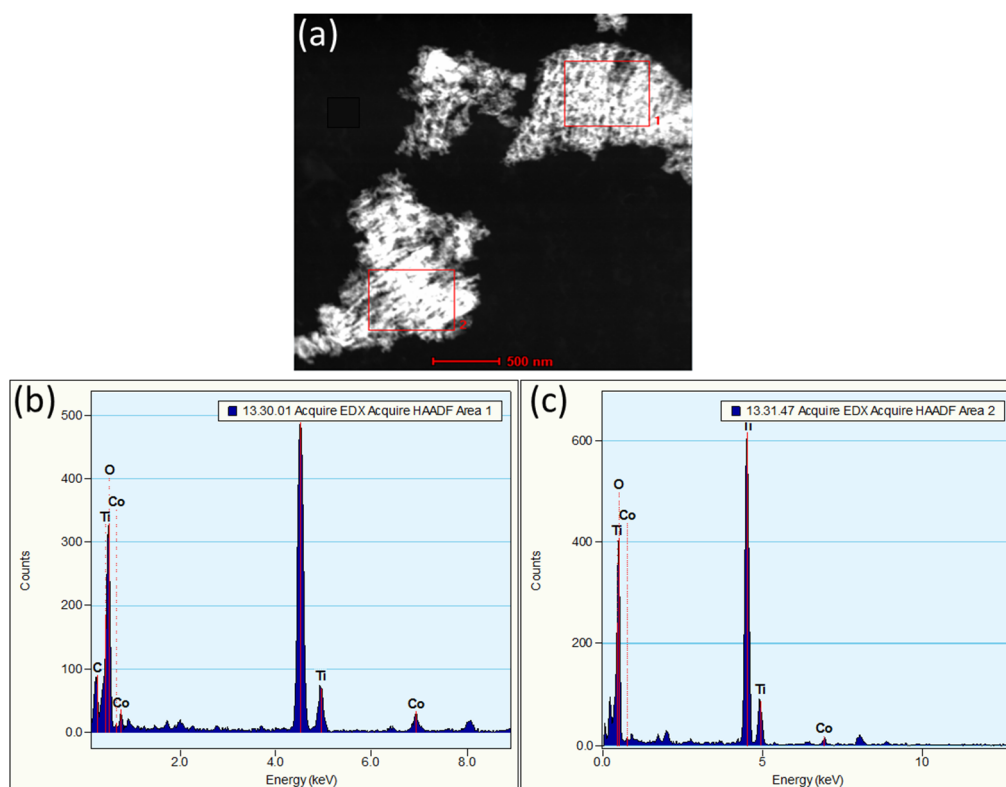 (a)
1
2
500 nm
(b)
13.30.01 Acquire EDX Acquire HAADF Area 1
500
400
300
200
100
0.0
Counts
O
Co
Ti
C
Co
Ti
Co
2.0
4.0
6.0
8.0
Energy (keV)
(c)
13.31.47 Acquire EDX Acquire HAADF Area 2
600
400
200
0.0
Counts
Ti
O
Co
Ti
Ti
Co
0.0
5
10
Energy (keV)